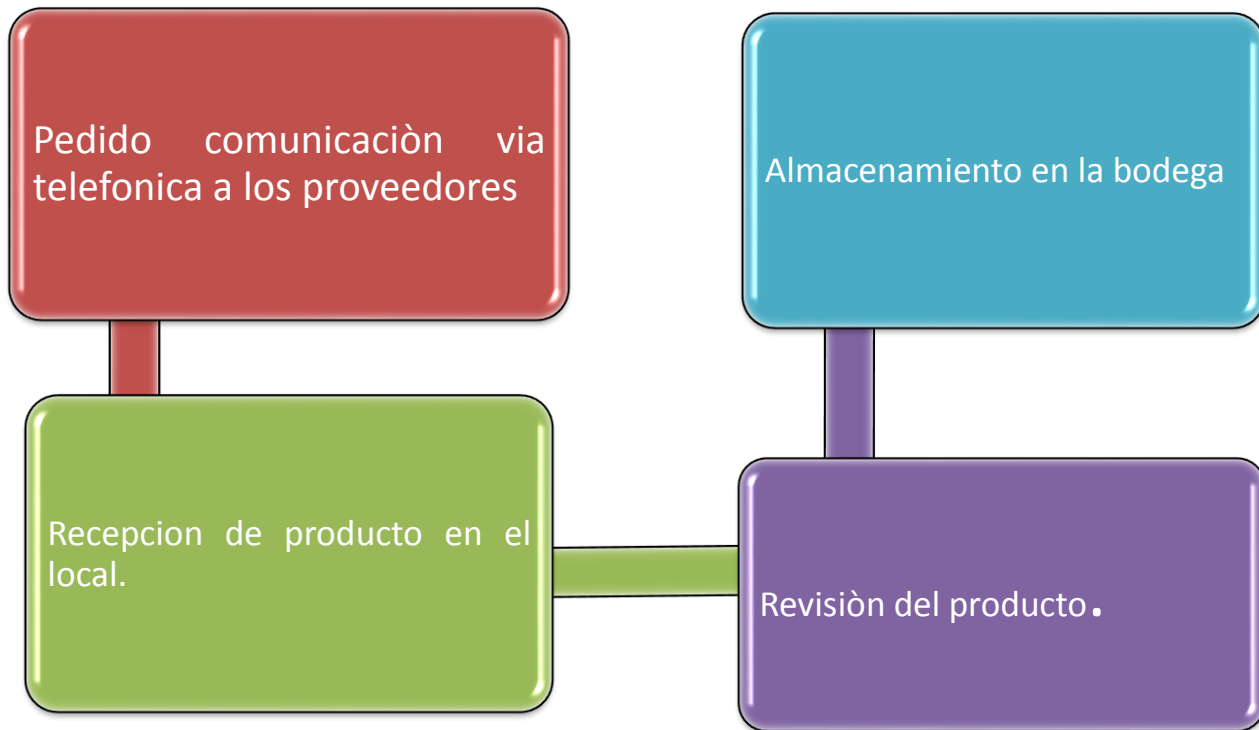 Pedido comunicaciòn via
telefonica a los proveedores
Recepcion de producto en el
local.
Revisiòn del producto.
Almacenamiento en la bodega